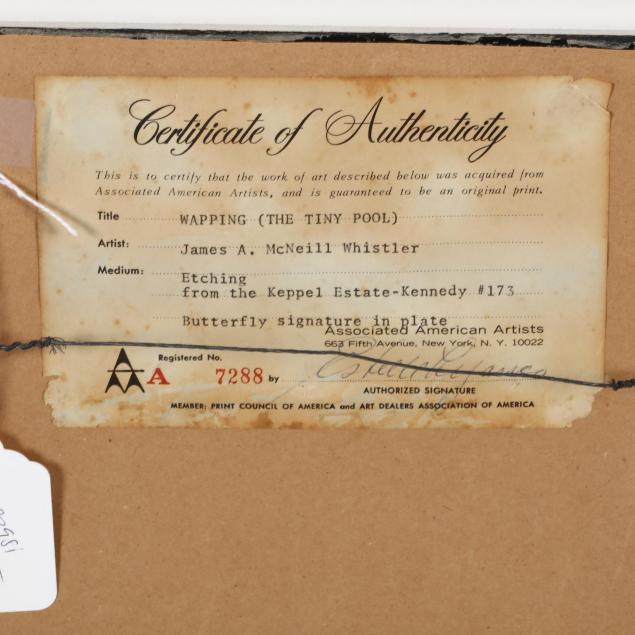 Certificate of Authenticity
This is to certify that the work of art described below was acquired from
Associated American Artists, and is guaranteed to be an original print.
Title WAPPING (THE TINY POOL)
Artist: James A. McNeill Whistler
Medium: Etching
from the Keppel Estate-Kennedy #173
Butterfly signature in plate
Associated American Artists
663 Fifth Avenue, New York, N. Y. 10022
Registered No.
A 7288 by
AUTHORIZED SIGNATURE
MEMBER: PRINT COUNCIL OF AMERICA and ART DEALERS ASSOCIATION OF AMERICA